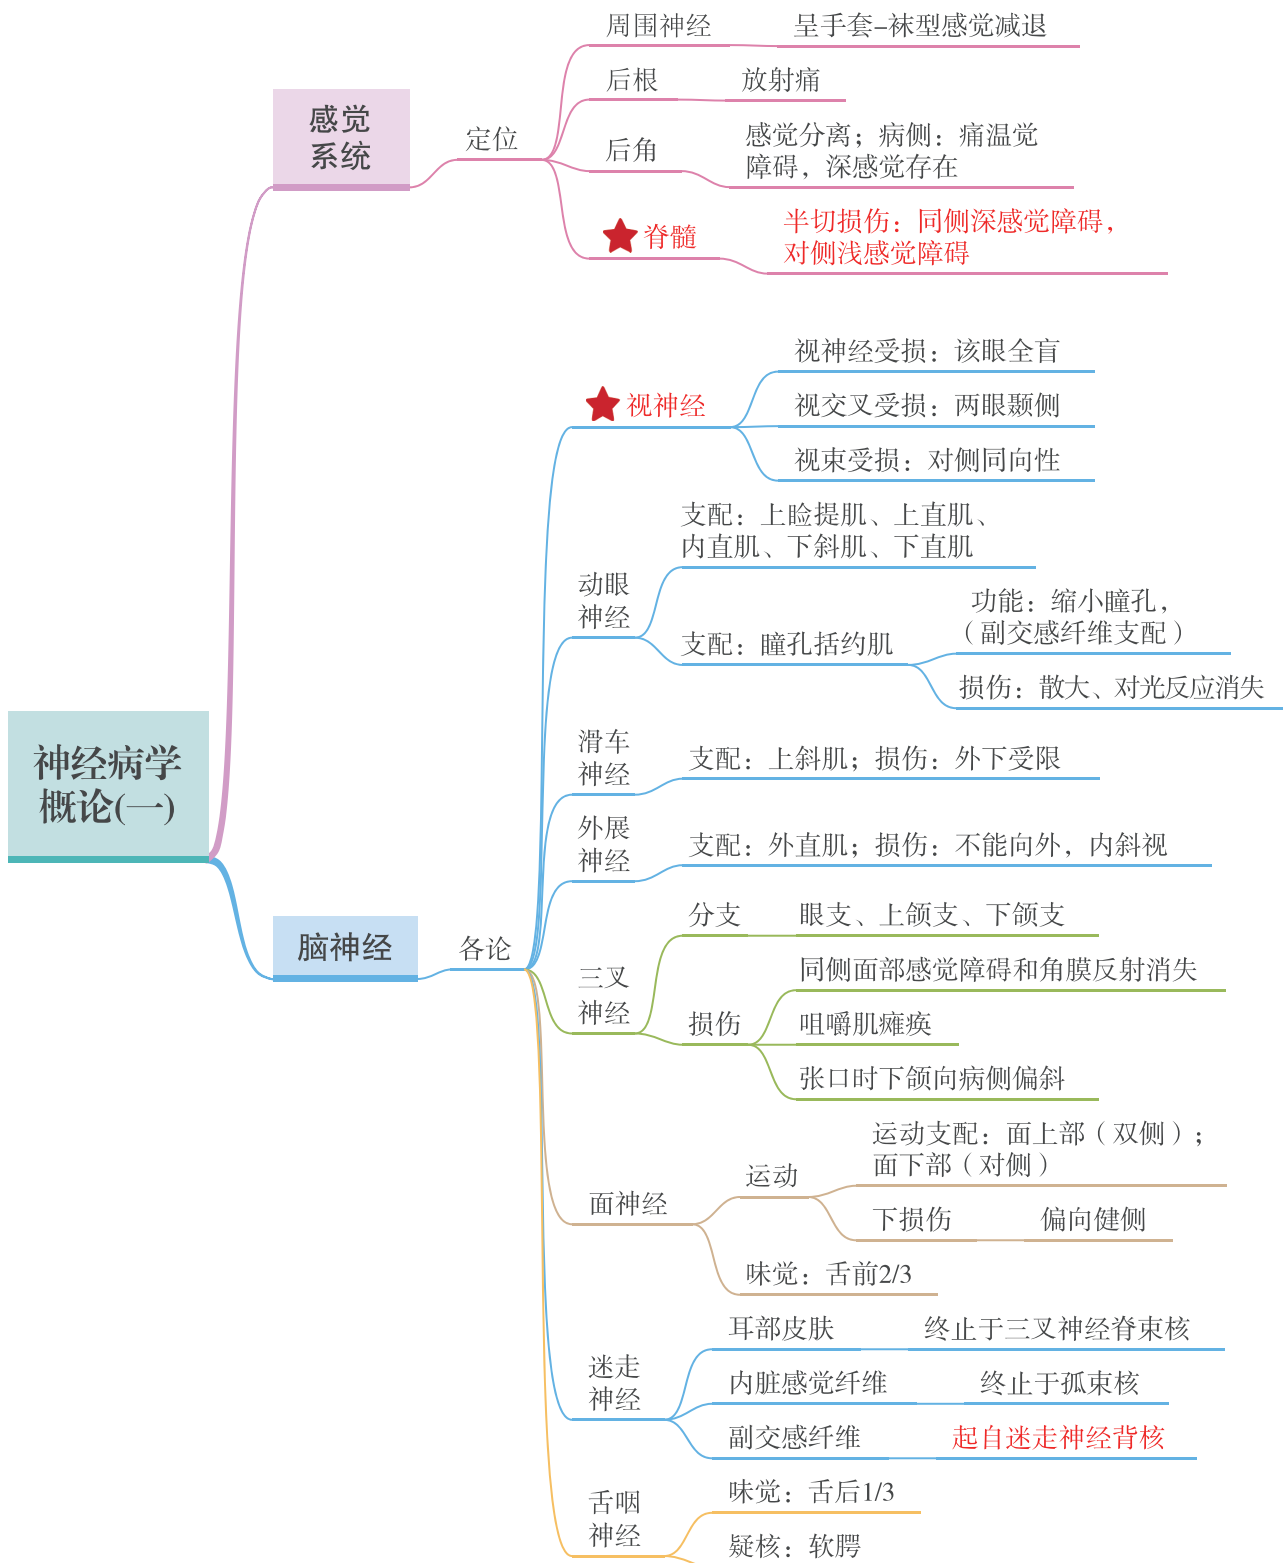 神经病学
概论(一)
感觉
系统
定位
周围神经
呈手套-袜型感觉减退
后根
放射痛
后角
感觉分离；病侧：痛温觉
障碍，深感觉存在
脊髓
半切损伤：同侧深感觉障碍，
对侧浅感觉障碍
脑神经
各论
视神经
视神经受损：该眼全盲
视交叉受损：两眼颞侧
视束受损：对侧同向性
动眼
神经
支配：上睑提肌、上直肌、
内直肌、下斜肌、下直肌
支配：瞳孔括约肌
功能：缩小瞳孔，
（副交感纤维支配）
损伤：散大、对光反应消失
滑车
神经
支配：上斜肌；损伤：外下受限
外展
神经
支配：外直肌；损伤：不能向外，内斜视
三叉
神经
分支
眼支、上颌支、下颌支
损伤
同侧面部感觉障碍和角膜反射消失
咀嚼肌瘫痪
张口时下颌向病侧偏斜
面神经
运动
运动支配：面上部（双侧）；
面下部（对侧）
下损伤
偏向健侧
味觉：舌前2/3
迷走
神经
耳部皮肤
终止于三叉神经脊束核
内脏感觉纤维
终止于孤束核
副交感纤维
起自迷走神经背核
舌咽
神经
味觉：舌后1/3
疑核：软腭